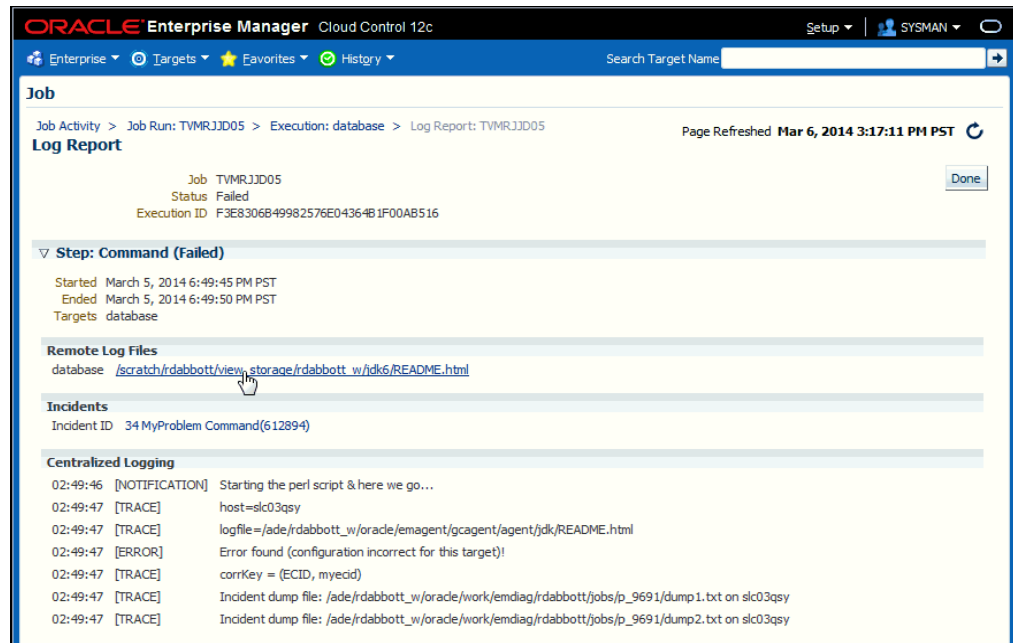 ORACLE Enterprise Manager Cloud Control 12c Setup SYSMAN
Enterprise Targets Favorites History Search Target Name
Job
Job Activity > Job Run: TVMRJJD05 > Execution: database > Log Report: TVMRJJD05
Page Refreshed Mar 6, 2014 3:17:11 PM PST
Log Report
Done
Job TVMRJJD05
Status Failed
Execution ID F3E8306B49982576E04364B1F00AB516
Step: Command (Failed)
Started March 5, 2014 6:49:45 PM PST
Ended March 5, 2014 6:49:50 PM PST
Targets database
Remote Log Files
database /scratch/rdabbott/view_storage/rdabbott_w/jdk6/README.html
Incidents
Incident ID 34 MyProblem Command(612894)
Centralized Logging
02:49:46 [NOTIFICATION] Starting the perl script & here we go...
02:49:47 [TRACE] host=slc03qsy
02:49:47 [TRACE] logfile=/ade/rdabbott_w/oracle/emagent/gcagent/agent/jdk/README.html
02:49:47 [ERROR] Error found (configuration incorrect for this target)!
02:49:47 [TRACE] corrKey = (ECID, myecid)
02:49:47 [TRACE] Incident dump file: /ade/rdabbott_w/oracle/work/emdiag/rdabbott/jobs/p_9691/dump1.txt on slc03qsy
02:49:47 [TRACE] Incident dump file: /ade/rdabbott_w/oracle/work/emdiag/rdabbott/jobs/p_9691/dump2.txt on slc03qsy